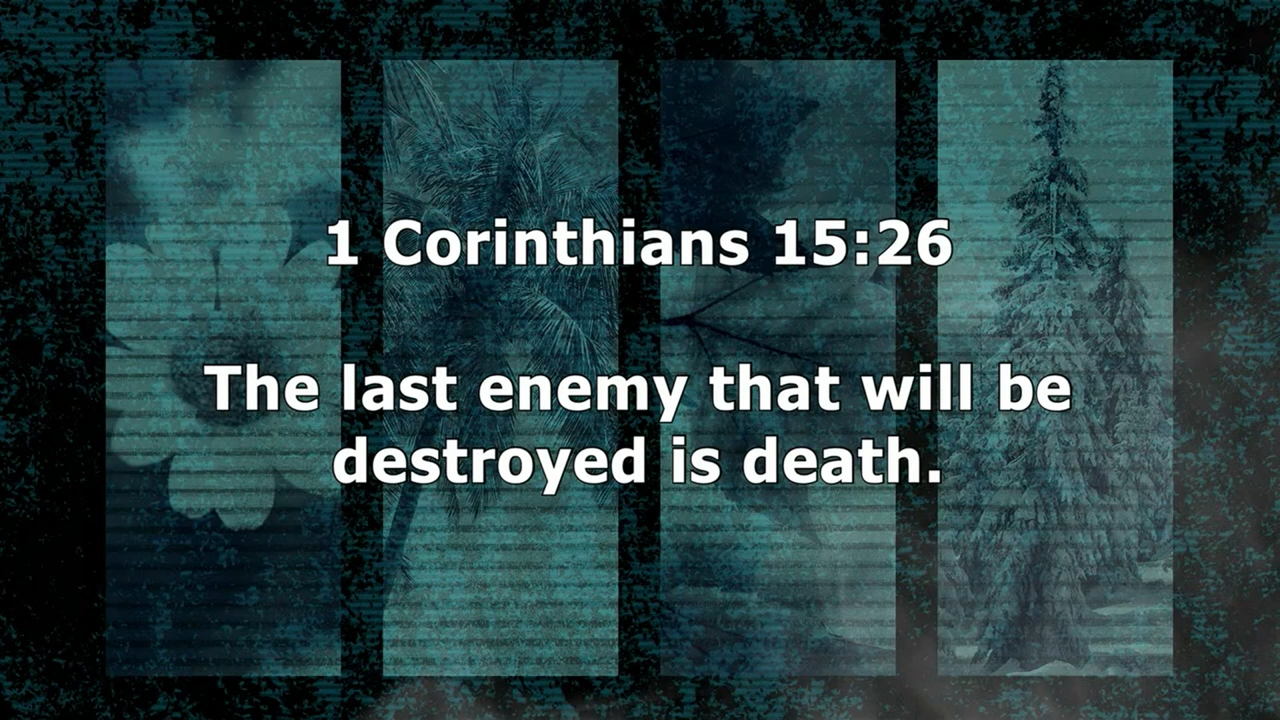 1 Corinthians 15:26
The last enemy that will be
destroyed is death.